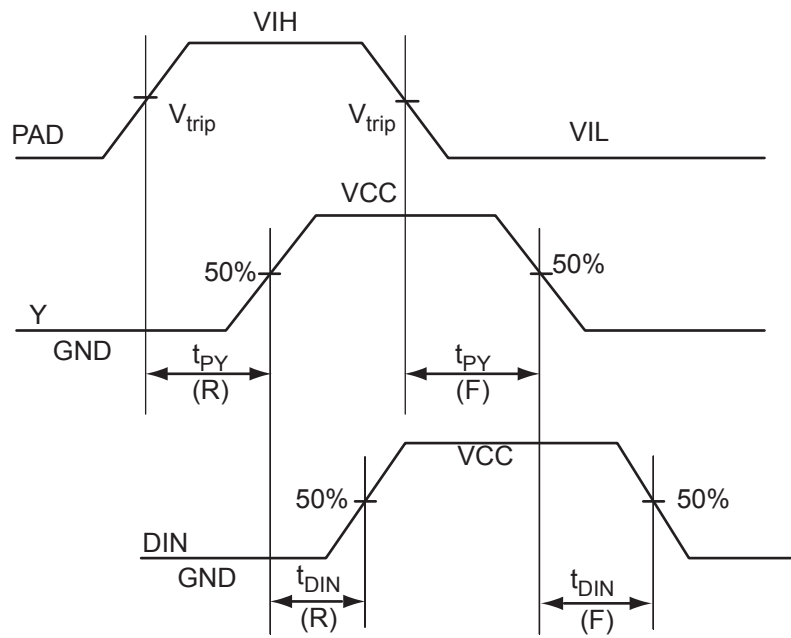 VIH
PAD
Vtrip
Vtrip
VIL
VCC
50%
50%
Y
GND
tPY
(R)
tPY
(F)
VCC
50%
50%
DIN
GND
tDIN
(R)
tDIN
(F)